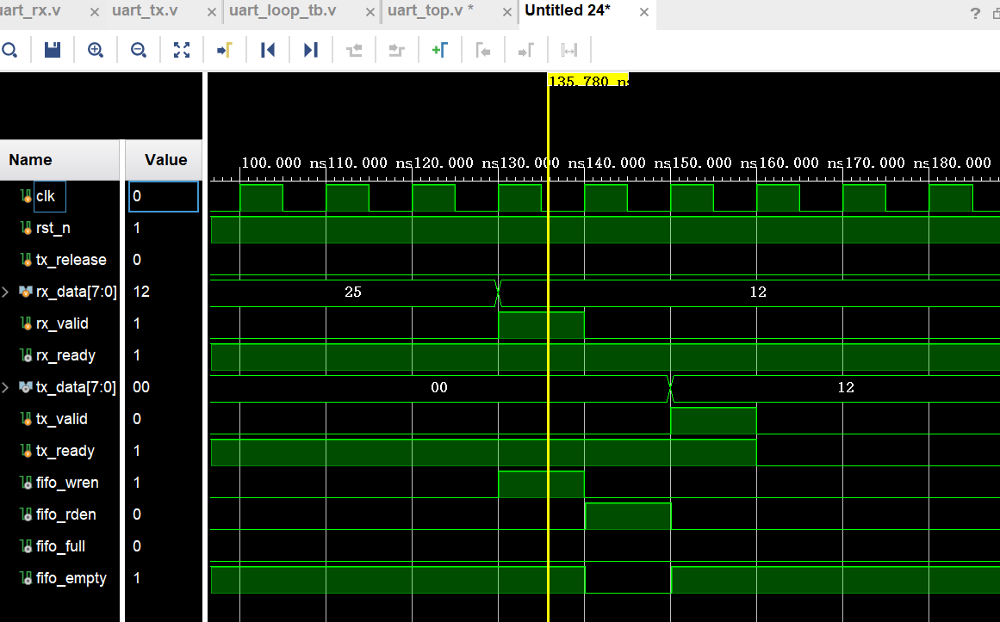 uart_rx.v × uart_tx.v × uart_loop_tb.v × uart_top.v * × Untitled 24* × ?
135.780 ns
Name Value
100.000 ns 110.000 ns 120.000 ns 130.000 ns 140.000 ns 150.000 ns 160.000 ns 170.000 ns 180.000 ns
clk 0
rst_n 1
tx_release 0
rx_data[7:0] 12 25 12
rx_valid 1
rx_ready 1
tx_data[7:0] 00 00 12
tx_valid 0
tx_ready 1
fifo_wren 1
fifo_rden 0
fifo_full 0
fifo_empty 1